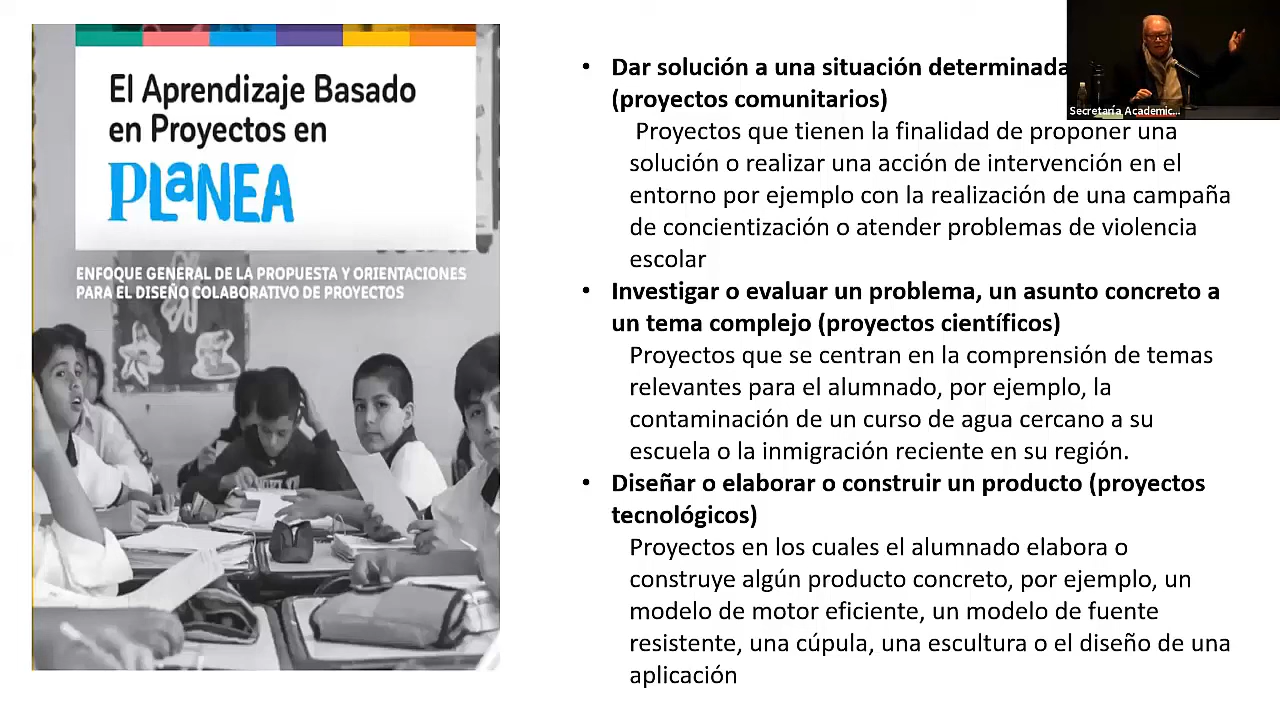 El Aprendizaje Basado
en Proyectos en
PLaNEA
ENFOQUE GENERAL DE LA PROPUESTA Y ORIENTACIONES
PARA EL DISEÑO COLABORATIVO DE PROYECTOS
• Dar solución a una situación determinada
(proyectos comunitarios)
Proyectos que tienen la finalidad de proponer una
solución o realizar una acción de intervención en el
entorno por ejemplo con la realización de una campaña
de concientización o atender problemas de violencia
escolar
• Investigar o evaluar un problema, un asunto concreto a
un tema complejo (proyectos científicos)
Proyectos que se centran en la comprensión de temas
relevantes para el alumnado, por ejemplo, la
contaminación de un curso de agua cercano a su
escuela o la inmigración reciente en su región.
• Diseñar o elaborar o construir un producto (proyectos
tecnológicos)
Proyectos en los cuales el alumnado elabora o
construye algún producto concreto, por ejemplo, un
modelo de motor eficiente, un modelo de fuente
resistente, una cúpula, una escultura o el diseño de una
aplicación
Secretaría Academic...